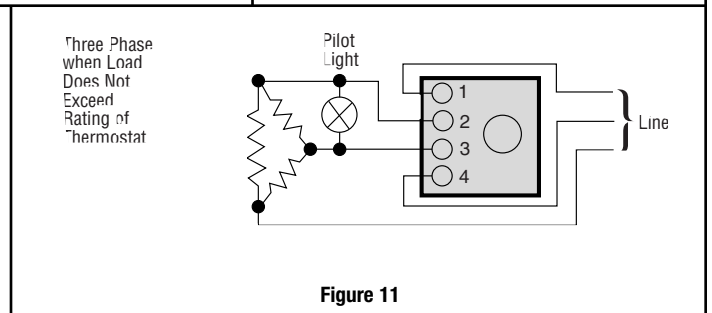 Three Phase
when Load
Does Not
Exceed
Rating of
Thermostat
Pilot
Light
1
2
3
4
Line
Figure 11